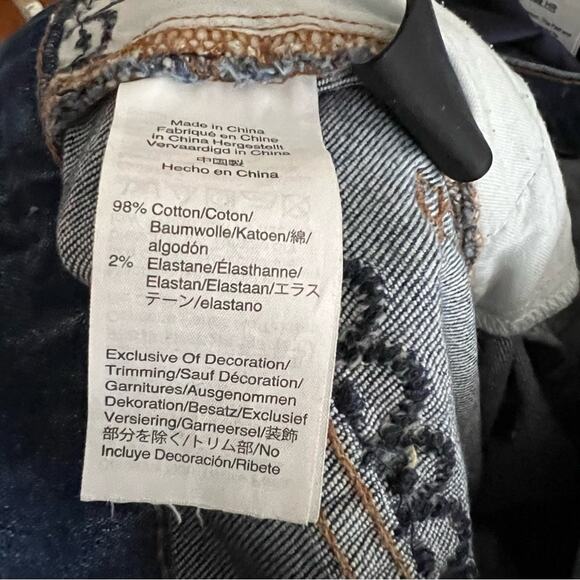 Made in China
Fabriqué en Chine
in China Hergestellt
Vervaardigd in China
中国製
Hecho en China
98% Cotton/Coton/
Baumwolle/Katoen/綿/
algodón
2% Elastane/Élasthanne/
Elastan/Elastaan/エラス
テーン/elastano
Exclusive Of Decoration/
Trimming/Sauf Décoration/
Garnitures/Ausgenommen
Dekoration/Besatz/Exclusief
Versiering/Garneersel/装飾
部分を除く/トリム部/No
Incluye Decoración/Ribete